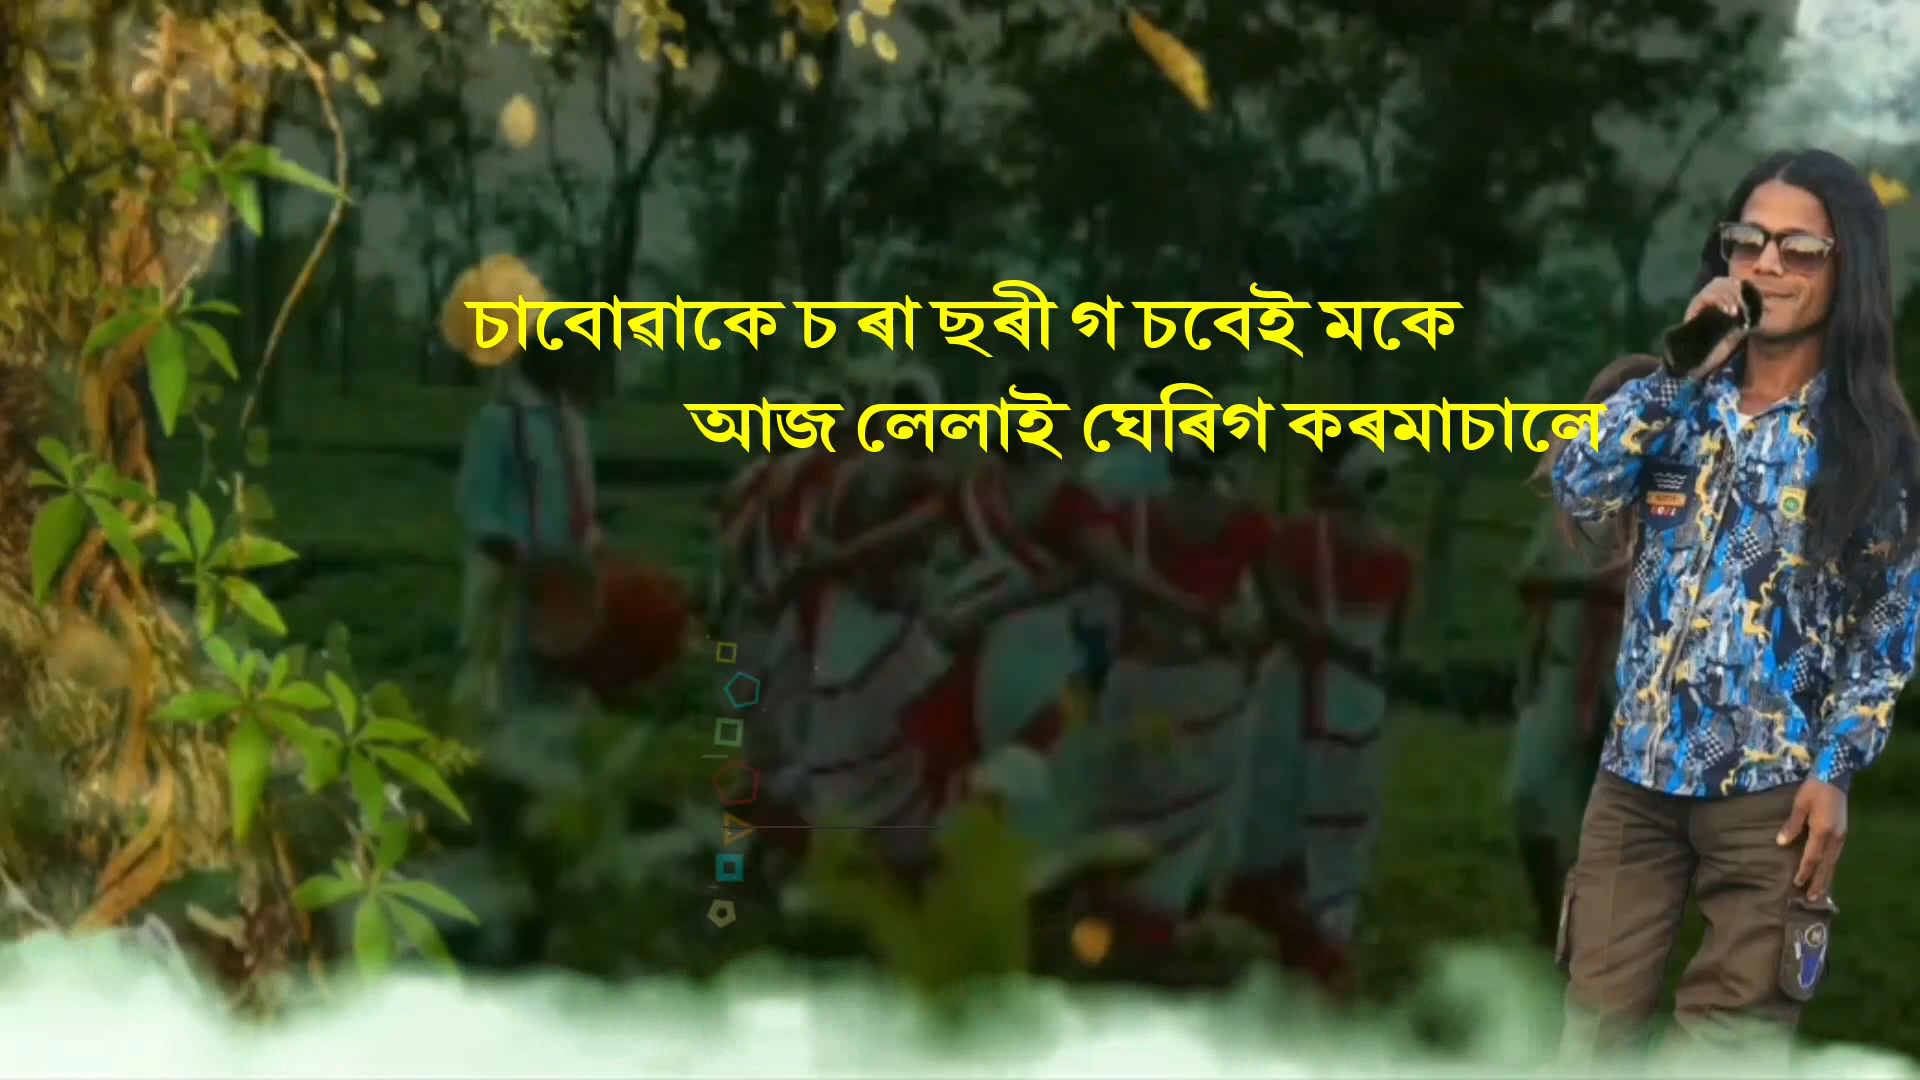 চাবোৱাকে চ ৰা ছৰী গ চবেই মকে
আজ লেলাই ঘেৰিগ কৰমাচালে